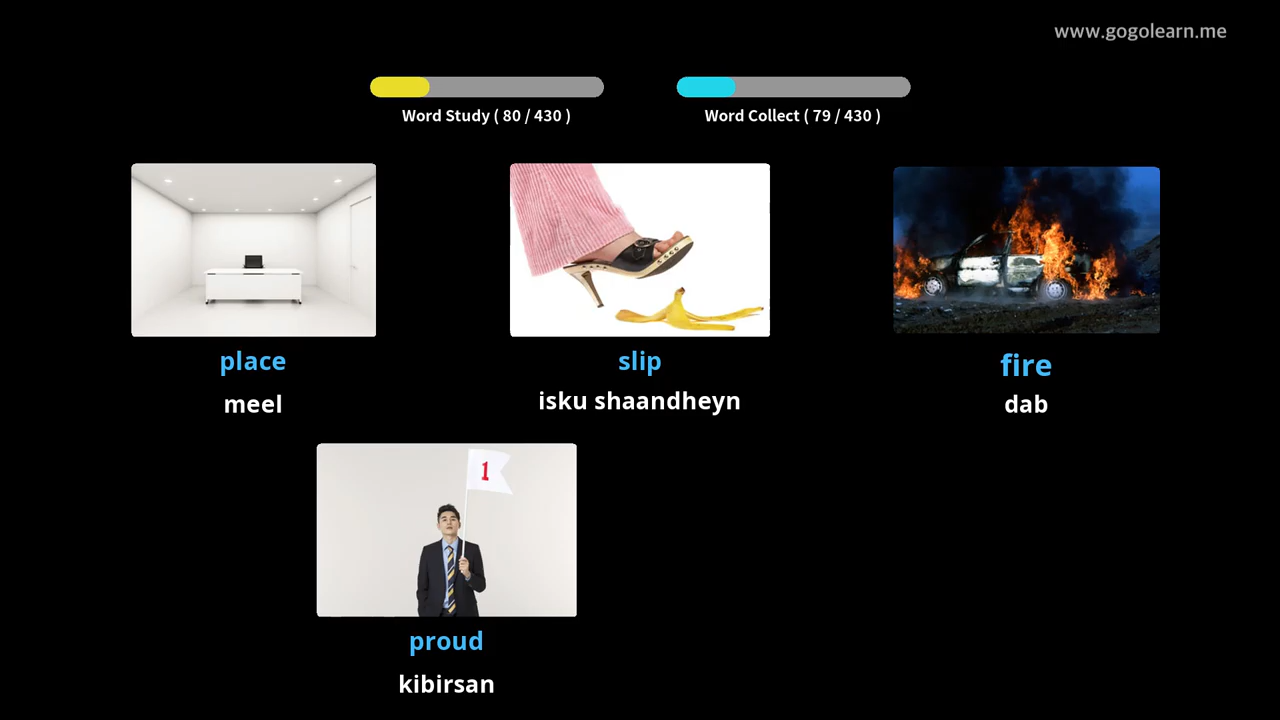 www.gogolearn.me
Word Study ( 80 / 430 )
Word Collect ( 79 / 430 )
place
meel
slip
isku shaandheyn
fire
dab
1
proud
kibirsan